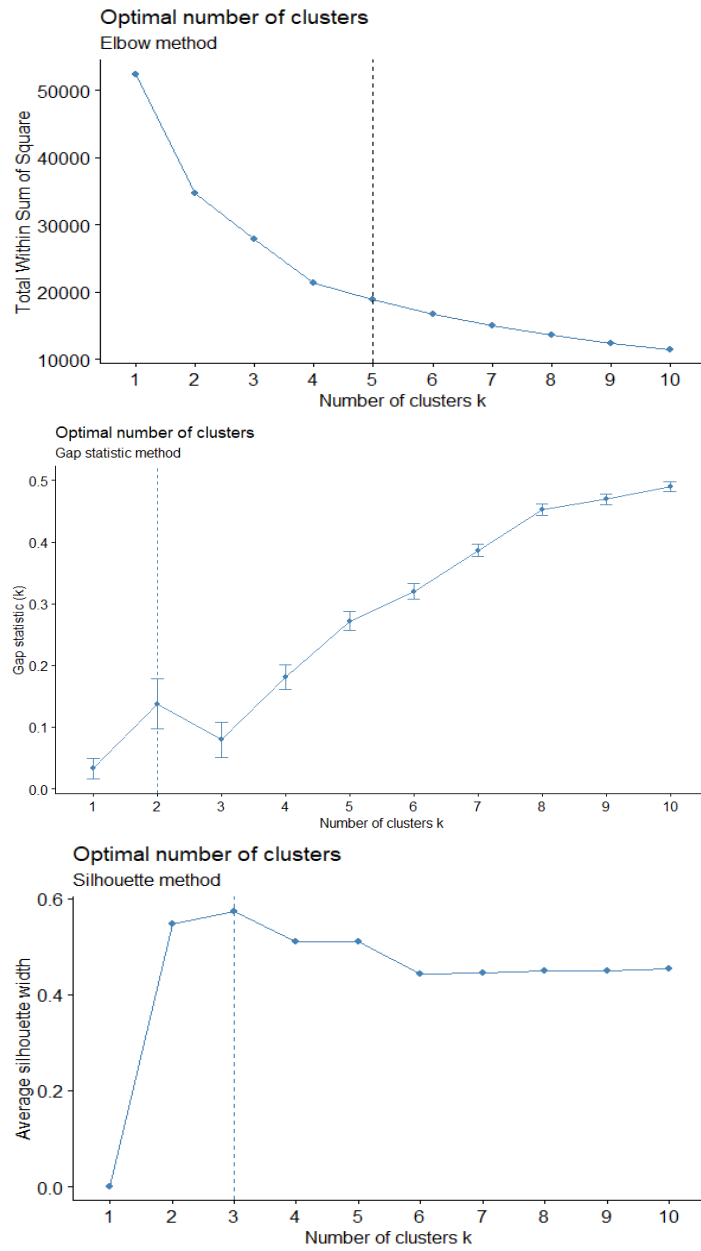 Optimal number of clusters
Elbow method
Total Within Sum of Square
50000
40000
30000
20000
10000
1 2 3 4 5 6 7 8 9 10
Number of clusters k
Optimal number of clusters
Gap statistic method
Gap statistic (k)
0.5
0.4
0.3
0.2
0.1
0.0
1 2 3 4 5 6 7 8 9 10
Number of clusters k
Optimal number of clusters
Silhouette method
Average silhouette width
0.6
0.4
0.2
0.0
1 2 3 4 5 6 7 8 9 10
Number of clusters k